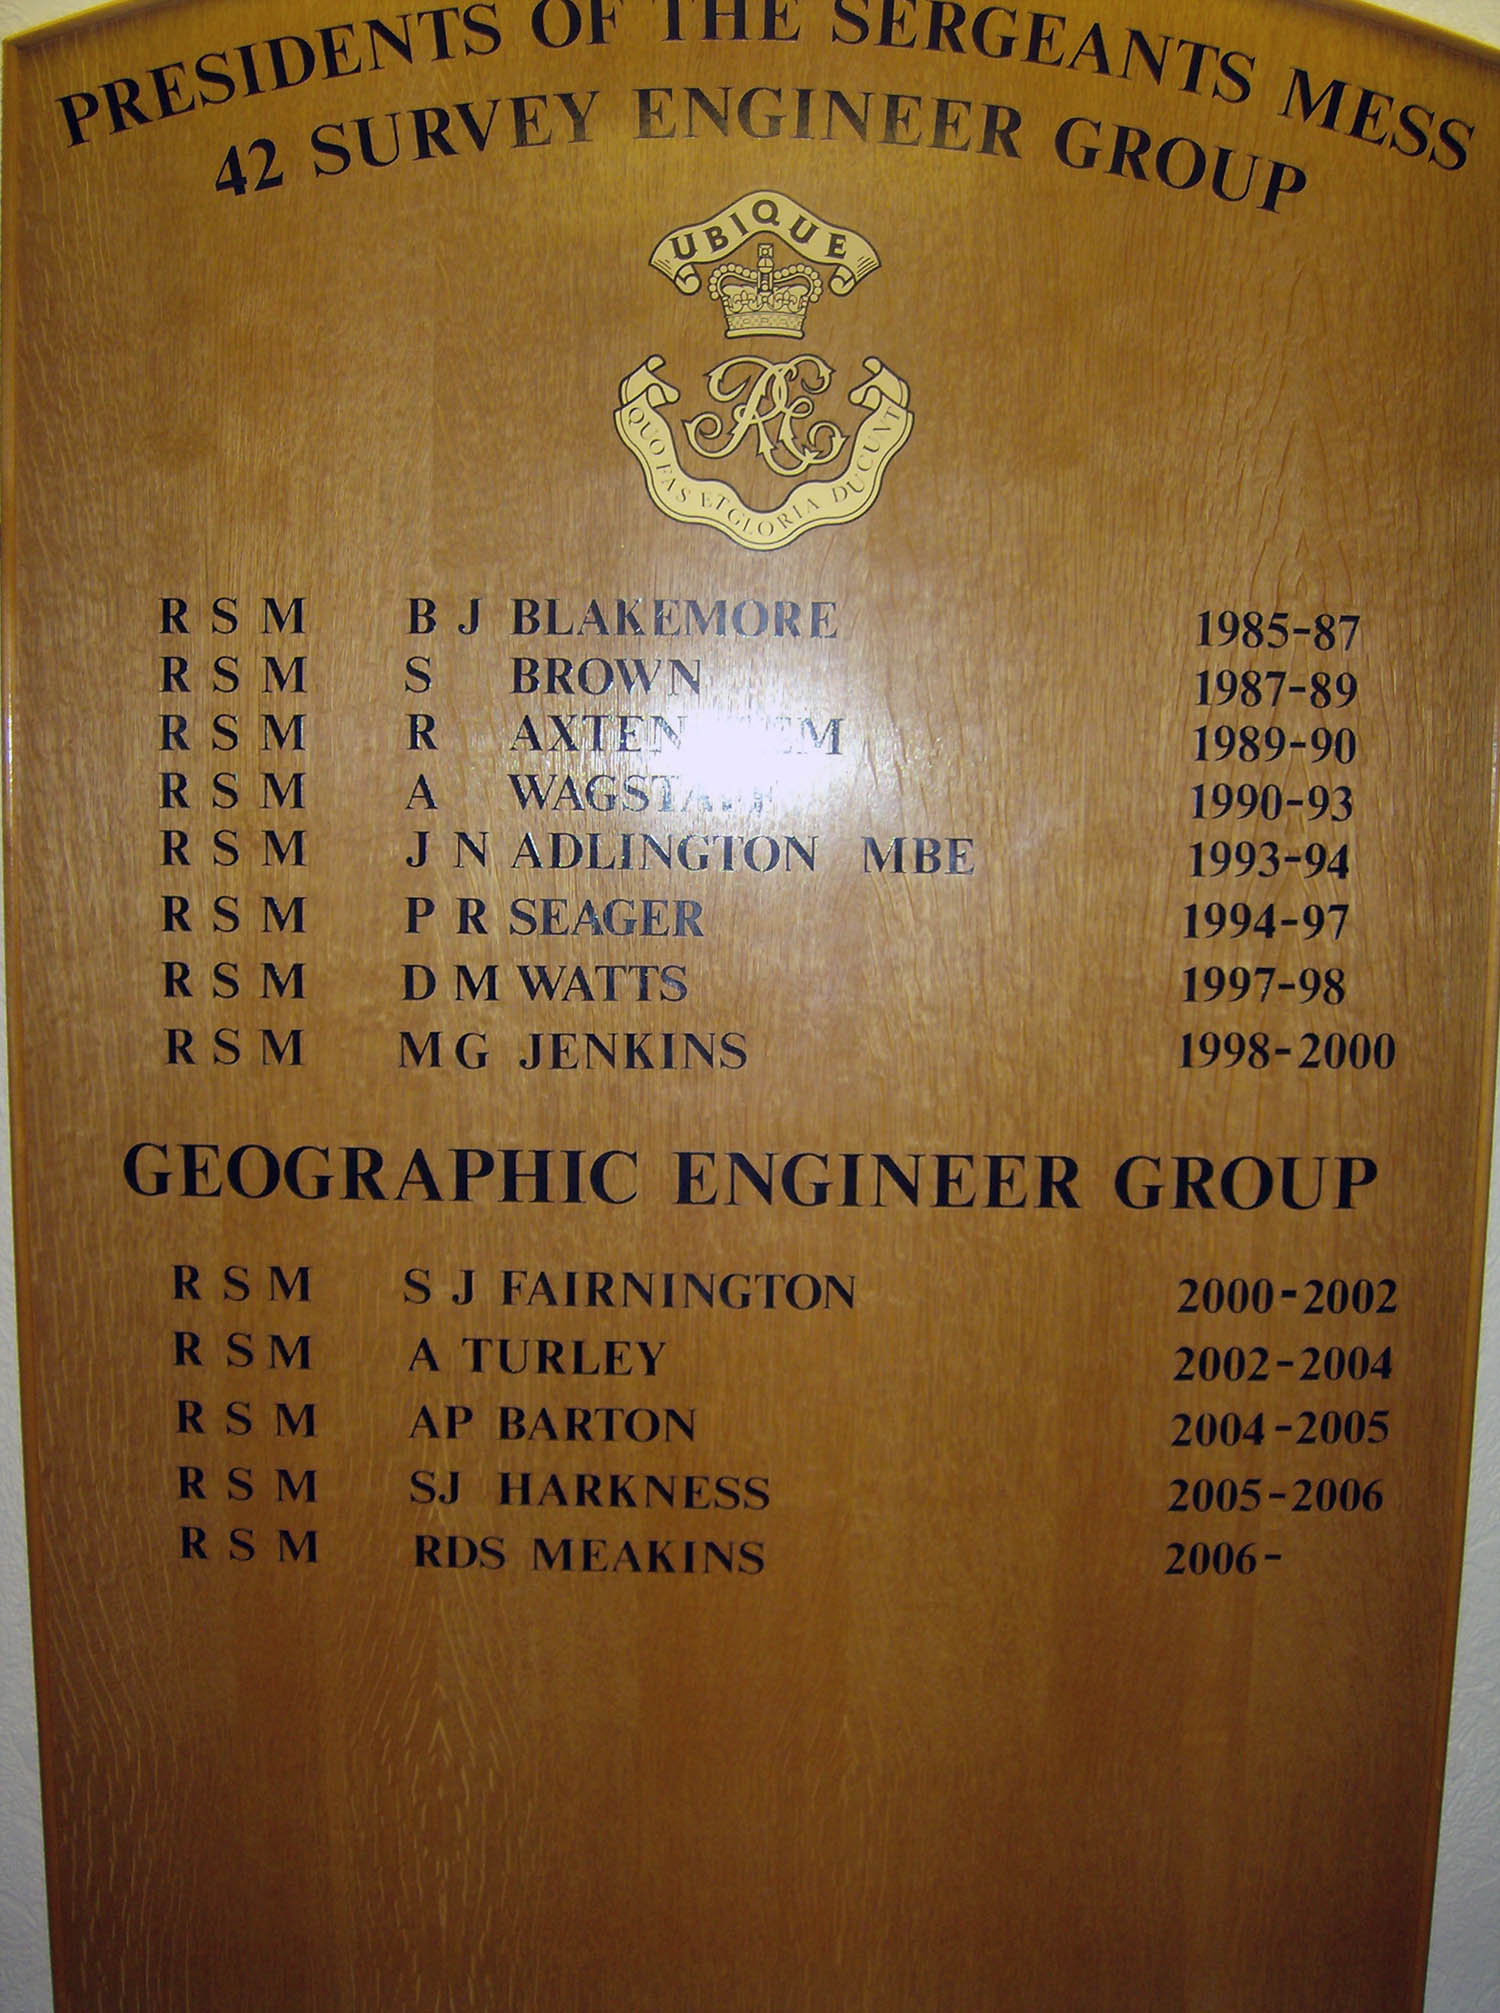 PRESIDENTS OF THE SERGEANTS MESS
42 SURVEY ENGINEER GROUP
UBIQUE
RE
QUO FAS ET GLORIA DUCUNT
R S M B J BLAKEMORE 1985-87
R S M S BROWN 1987-89
R S M R 1989-90
R S M A WAGSTAFF 1990-93
R S M J N ADLINGTON MBE 1993-94
R S M P R SEAGER 1994-97
R S M D M WATTS 1997-98
R S M M G JENKINS 1998-2000
GEOGRAPHIC ENGINEER GROUP
R S M S J FAIRNINGTON 2000-2002
R S M A TURLEY 2002-2004
R S M AP BARTON 2004-2005
R S M SJ HARKNESS 2005-2006
R S M RDS MEAKINS 2006-